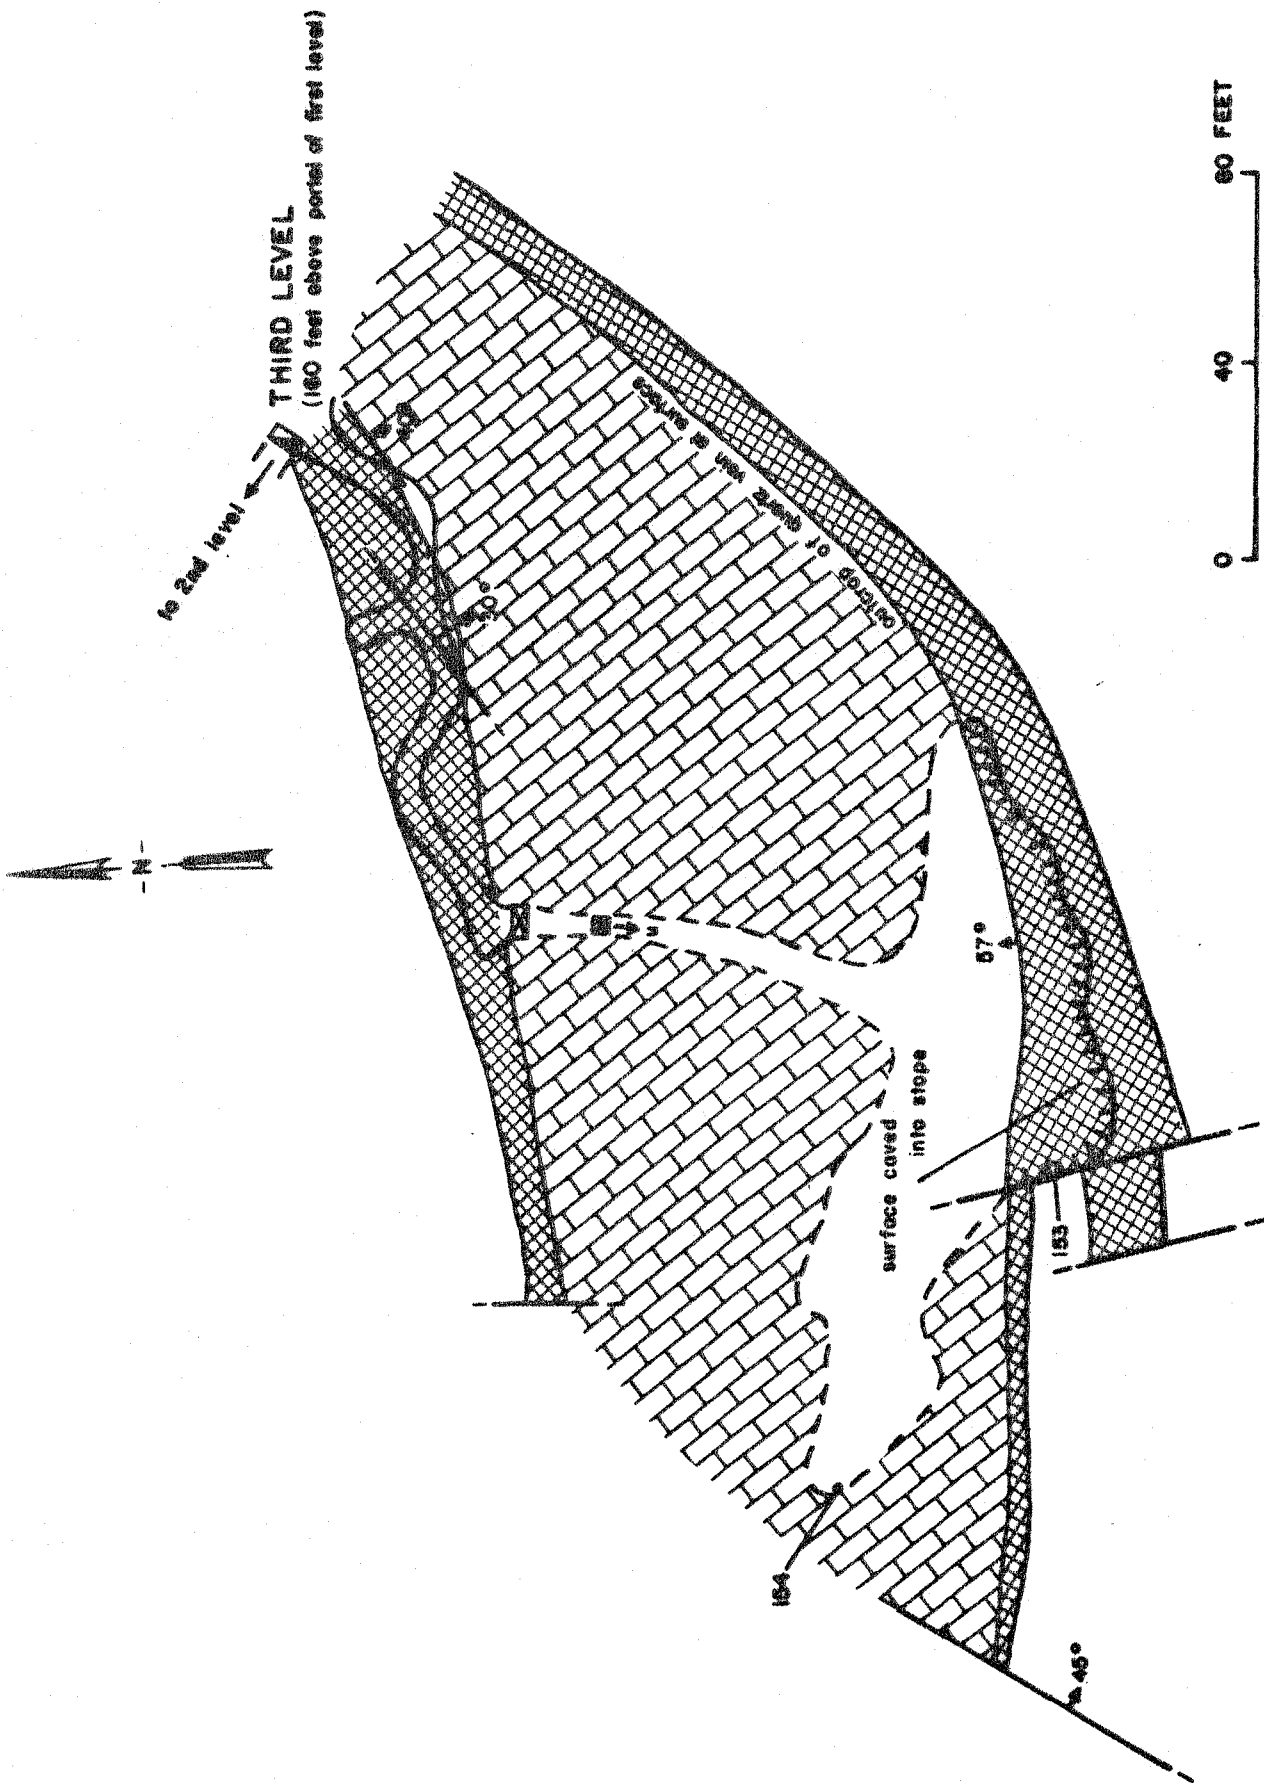 THIRD LEVEL
(160 feet above portal of first level)
to 2nd level
N
outcrop of quartz vein at surface
57°
surface caved
into stope
153
154
45°
0 40 80 FEET